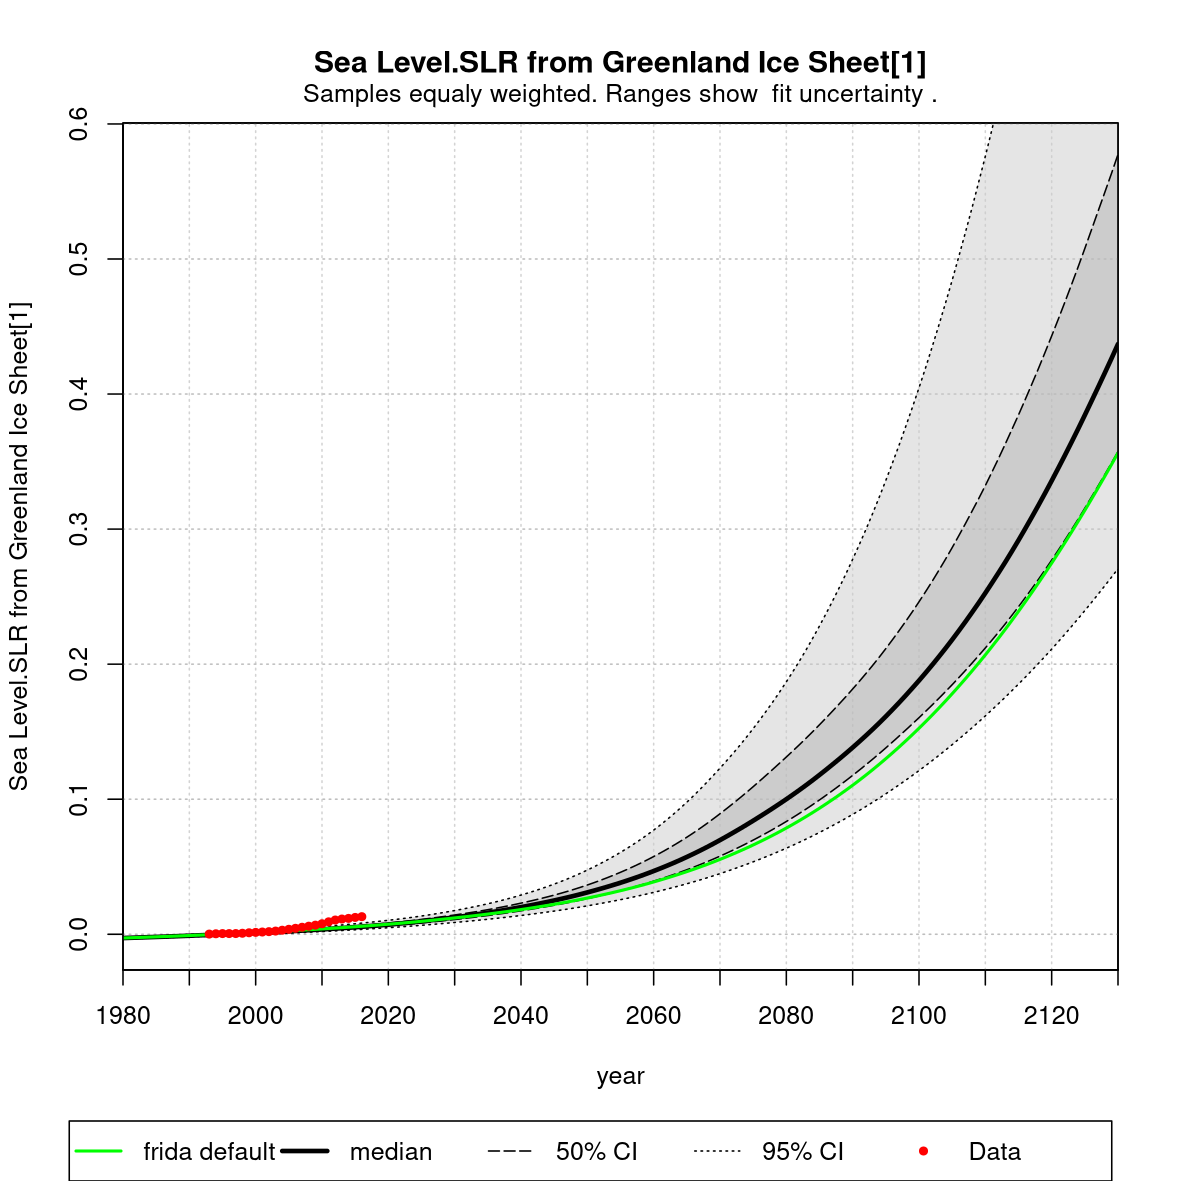 Sea Level.SLR from Greenland Ice Sheet[1]
Samples equaly weighted. Ranges show  fit uncertainty .
Sea Level.SLR from Greenland Ice Sheet[1]
0.6
0.5
0.4
0.3
0.2
0.1
0.0
1980 2000 2020 2040 2060 2080 2100 2120
year
frida default median 50% CI 95% CI Data